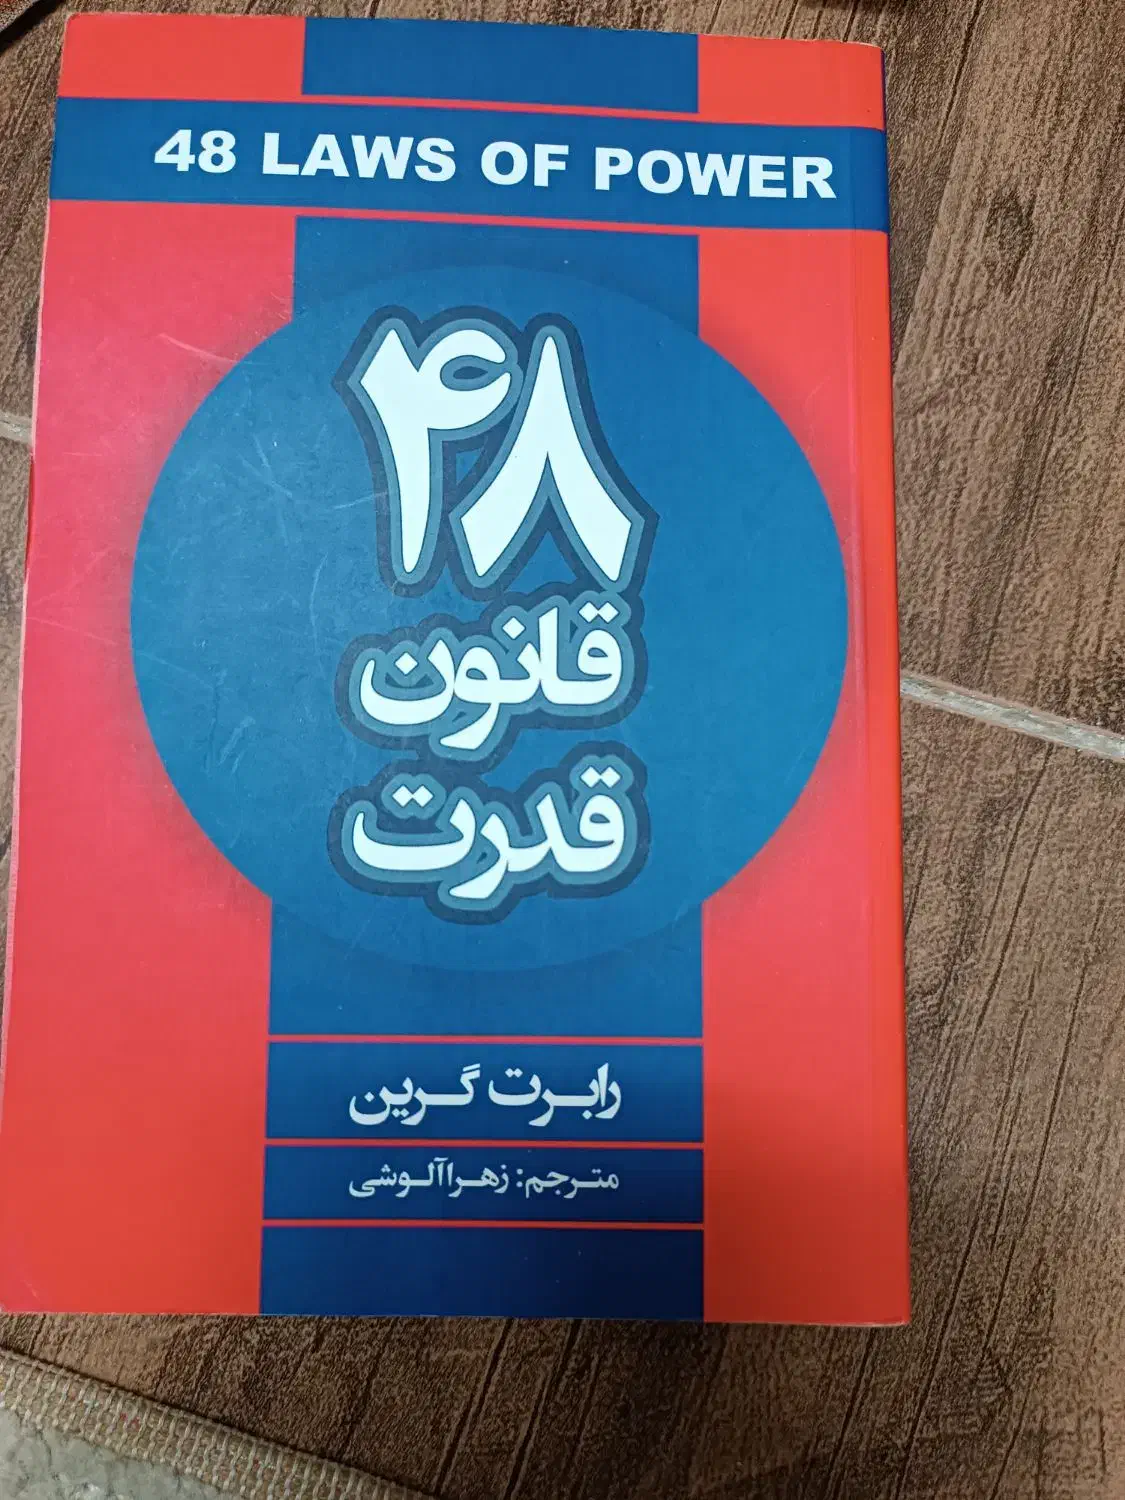 48 LAWS OF POWER
۴۸
قانون
قدرت
رابرت گرین
مترجم: زهرا آلوشی